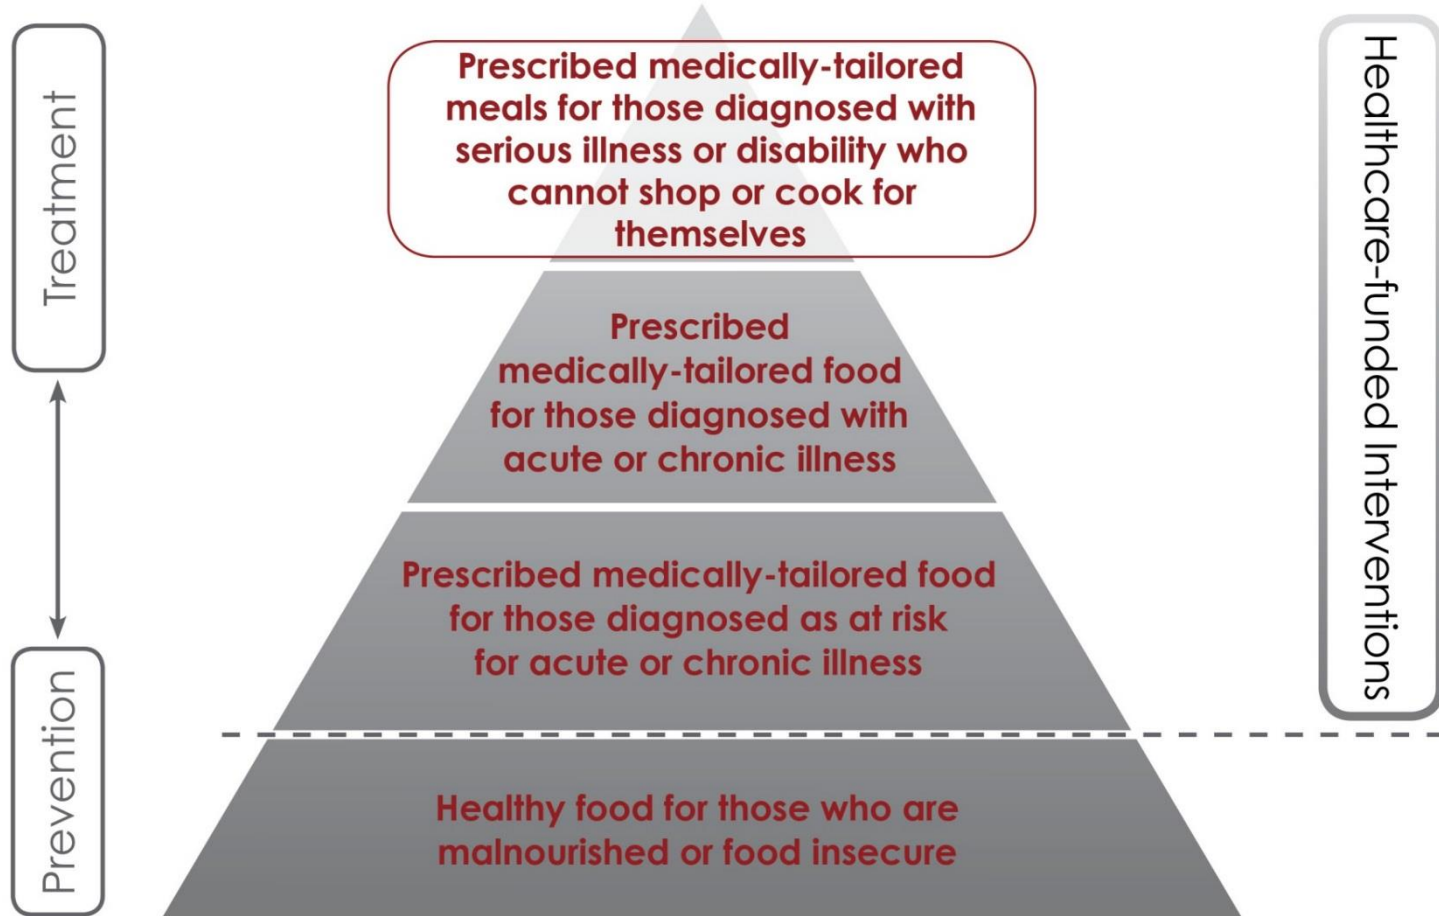 Treatment
Prevention
Prescribed medically-tailored
meals for those diagnosed with
serious illness or disability who
cannot shop or cook for
themselves
Prescribed
medically-tailored food
for those diagnosed with
acute or chronic illness
Prescribed medically-tailored food
for those diagnosed as at risk
for acute or chronic illness
Healthy food for those who are
malnourished or food insecure
Healthcare-funded Interventions